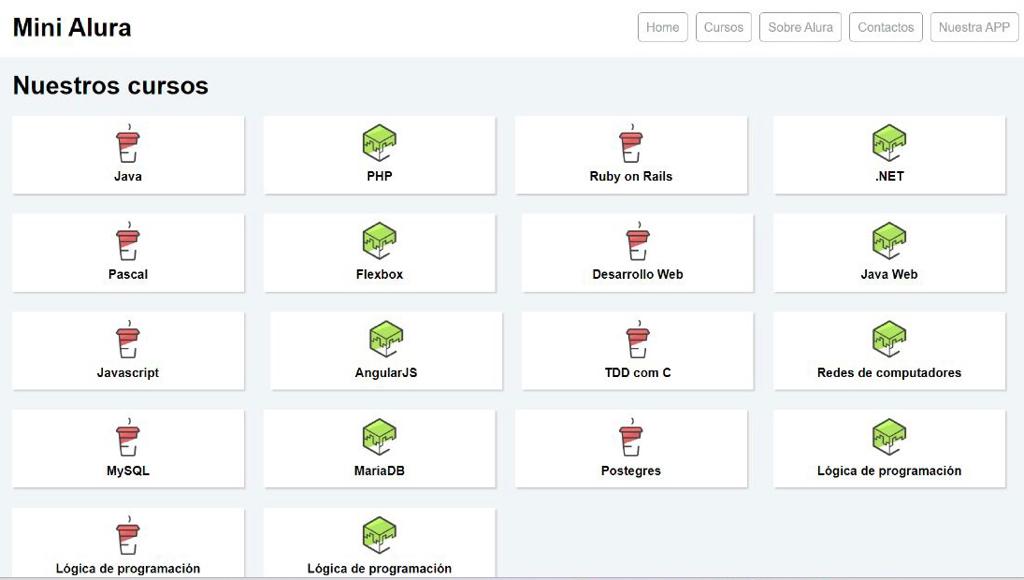 Mini Alura
Home Cursos Sobre Alura Contactos Nuestra APP
Nuestros cursos
Java PHP Ruby on Rails .NET
Pascal Flexbox Desarrollo Web Java Web
Javascript AngularJS TDD com C Redes de computadores
MySQL MariaDB Postegres Lógica de programación
Lógica de programación Lógica de programación